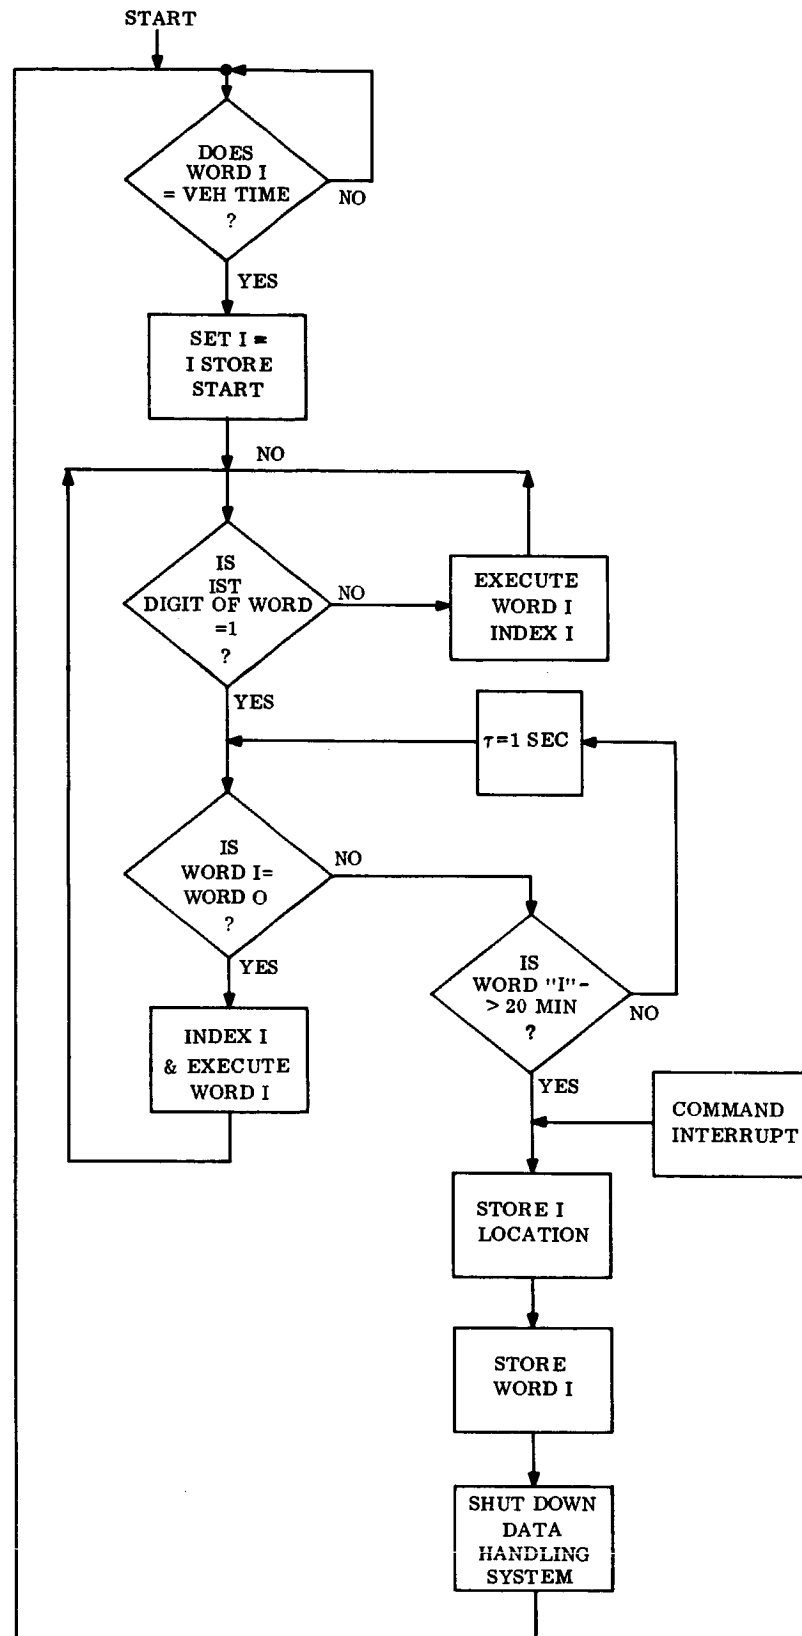 START
DOES
WORD I
= VEH TIME
?
NO
YES
SET I =
I STORE
START
NO
IS
IST
DIGIT OF WORD
=1
?
NO
EXECUTE
WORD I
INDEX I
YES
τ=1 SEC
IS
WORD I=
WORD O
?
NO
YES
IS
WORD "I"-
> 20 MIN
?
NO
YES
INDEX I
& EXECUTE
WORD I
COMMAND
INTERRUPT
STORE I
LOCATION
STORE
WORD I
SHUT DOWN
DATA
HANDLING
SYSTEM